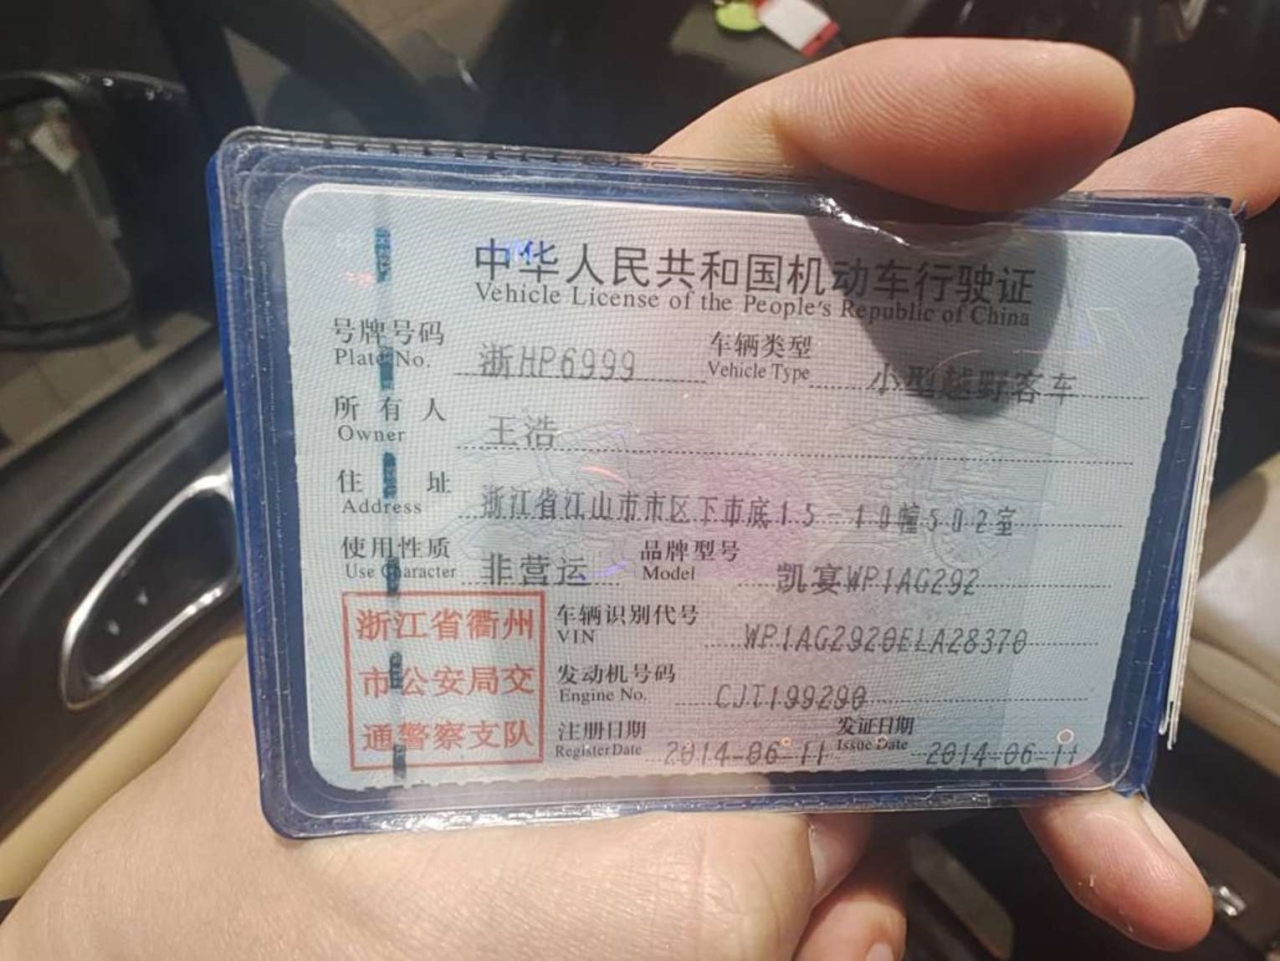 中华人民共和国机动车行驶证
Vehicle License of the People's Republic of China
号牌号码 浙HP6999 车辆类型 小型越野客车
Plate No. Vehicle Type
所有人 王浩
Owner
住址 浙江省江山市市区下市底15-19幢502室
Address
使用性质 非营运 品牌型号 凯宴WP1AG292
Use Character Model
浙江省衢州市公安局交通警察支队
车辆识别代号 WP1AG2920ELA28370
VIN
发动机号码 CJT199290
Engine No.
注册日期 2014-06-11 发证日期 2014-06-11
Register Date Issue Date